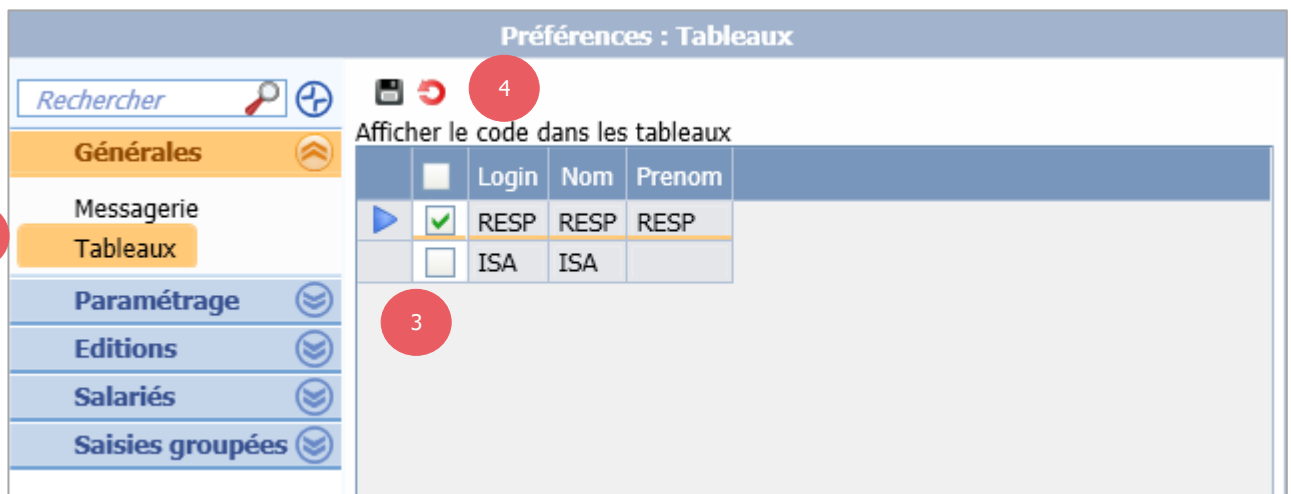 Préférences : Tableaux
Rechercher
4
Afficher le code dans les tableaux
Générales
Login Nom Prenom
Messagerie
RESP RESP RESP
Tableaux
ISA ISA
Paramétrage
3
Editions
Salariés
Saisies groupées